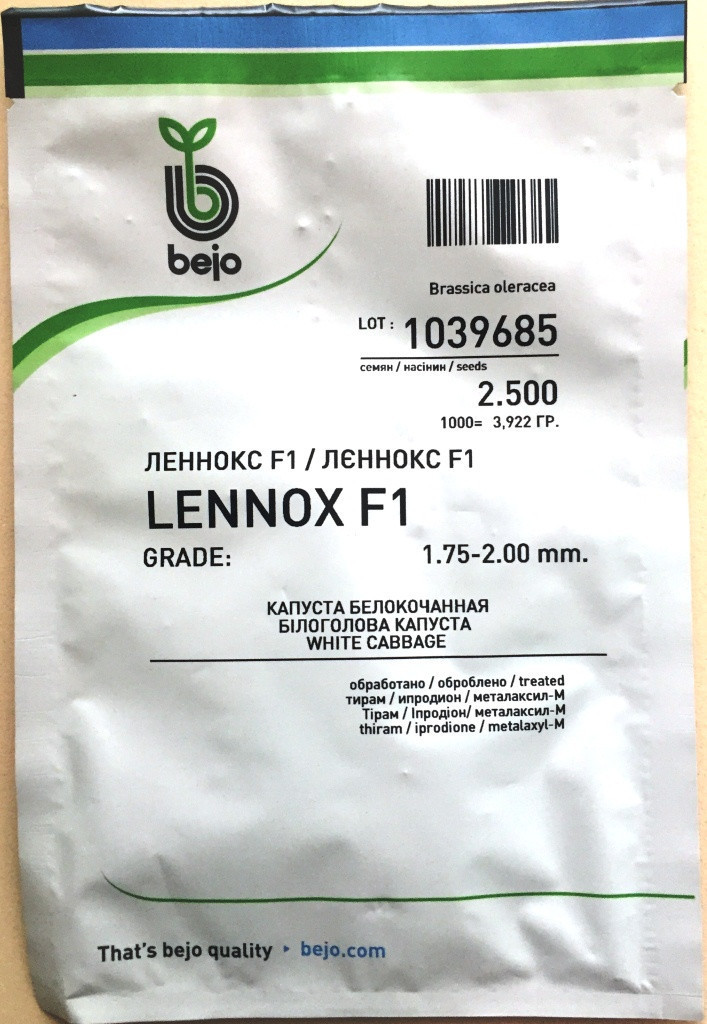 bejo
Brassica oleracea
LOT : 1039685
семян / насінин / seeds
2.500
1000= 3,922 ГР.
ЛЕННОКС F1 / ЛЄННОКС F1
LENNOX F1
GRADE: 1.75-2.00 mm.
КАПУСТА БЕЛОКОЧАННАЯ
БІЛОГОЛОВА КАПУСТА
WHITE CABBAGE
обработано / оброблено / treated
тирам / ипродион / металаксил-М
Тірам / Іпродіон/ металаксил-М
thiram / iprodione / metalaxyl-M
That's bejo quality ‣ bejo.com